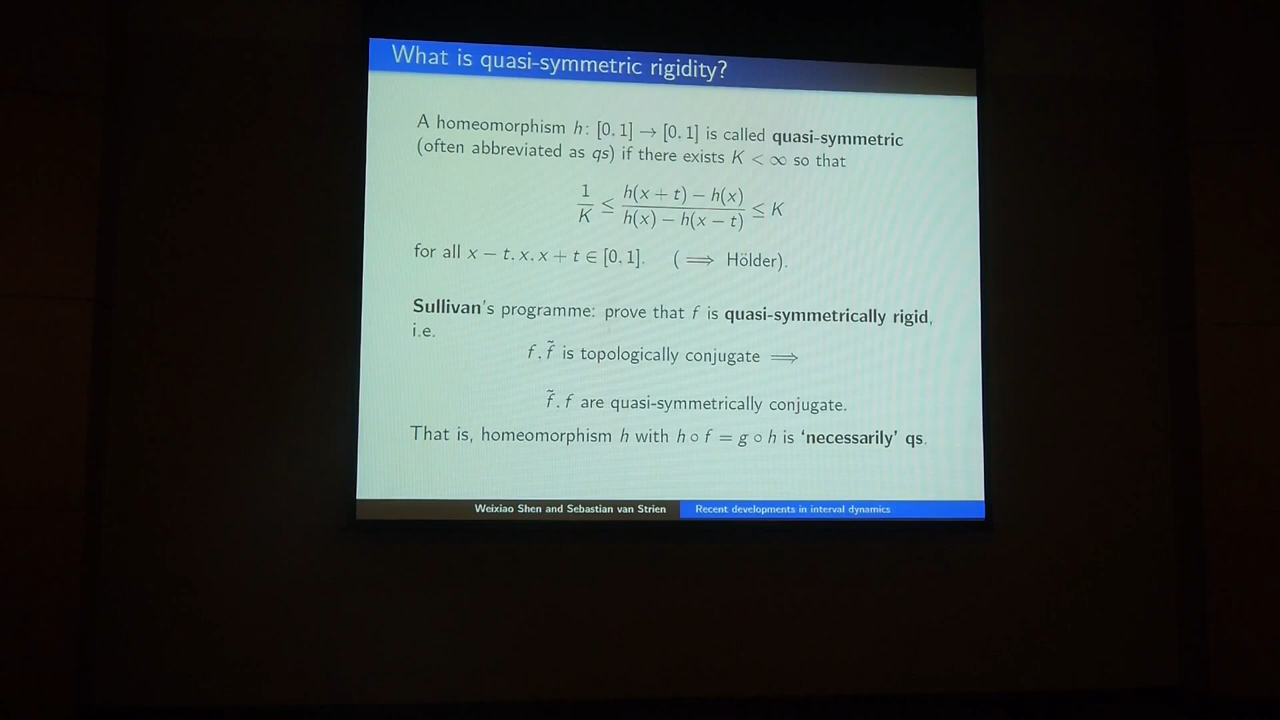 What is quasi-symmetric rigidity?
A homeomorphism h: [0, 1] → [0, 1] is called quasi-symmetric
(often abbreviated as qs) if there exists K < ∞ so that
1/K ≤ (h(x + t) − h(x))/(h(x) − h(x − t)) ≤ K
for all x − t, x, x + t ∈ [0, 1]. ( ⟹ Hölder).
Sullivan's programme: prove that f is quasi-symmetrically rigid,
i.e.
f, f̃ is topologically conjugate ⟹
f̃, f are quasi-symmetrically conjugate.
That is, homeomorphism h with h ∘ f = g ∘ h is ‘necessarily’ qs.
Weixiao Shen and Sebastian van Strien Recent developments in interval dynamics